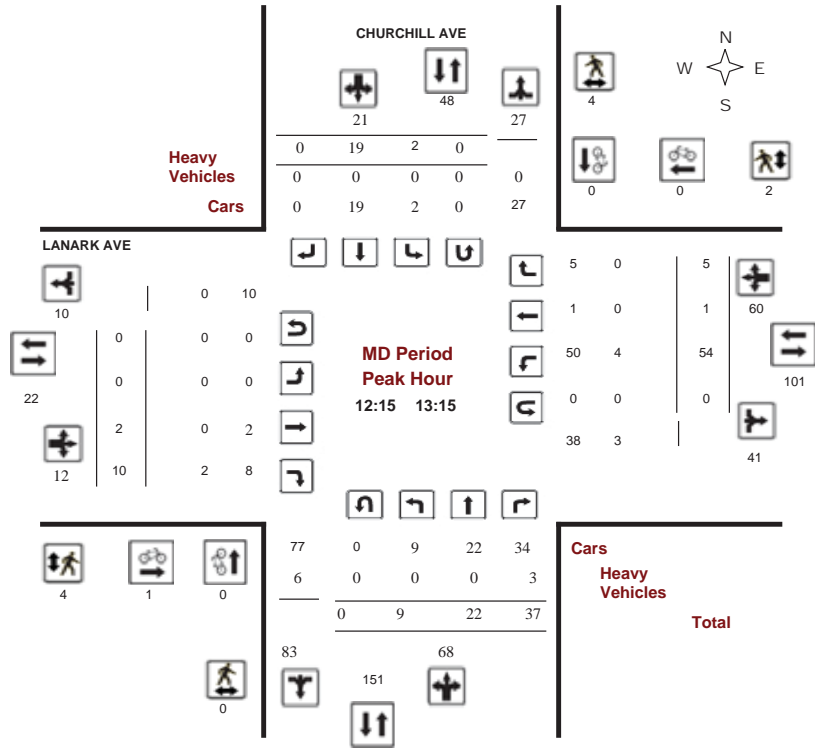 CHURCHILL AVE
N
W E
S
48
4
21 27
0 19 2 0
Heavy
Vehicles
0 0 0 0 0
Cars 0 19 2 0 27
0 0 2
LANARK AVE
10
0 10
5 0 5
60
0 0 0
1 0 1
22
MD Period
Peak Hour
12:15 13:15
0 0 0
50 4 54
101
2 0 2
0 0 0
12
10 2 8
38 3
41
77 0 9 22 34 Cars
6 0 0 0 3 Heavy
Vehicles
4 1 0
0 9 22 37 Total
83 68
151
0